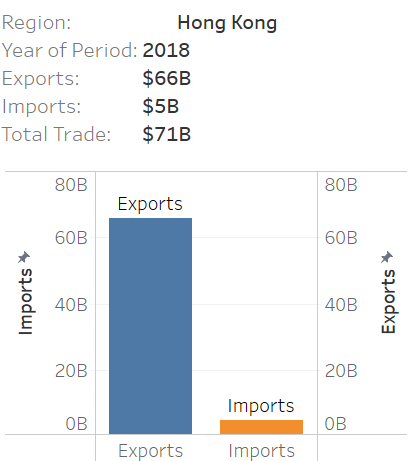 Region: Hong Kong
Year of Period: 2018
Exports: $66B
Imports: $5B
Total Trade: $71B
80B 80B
Exports
60B 60B
Imports
Exports
40B 40B
20B 20B
Imports
0B 0B
Exports Imports